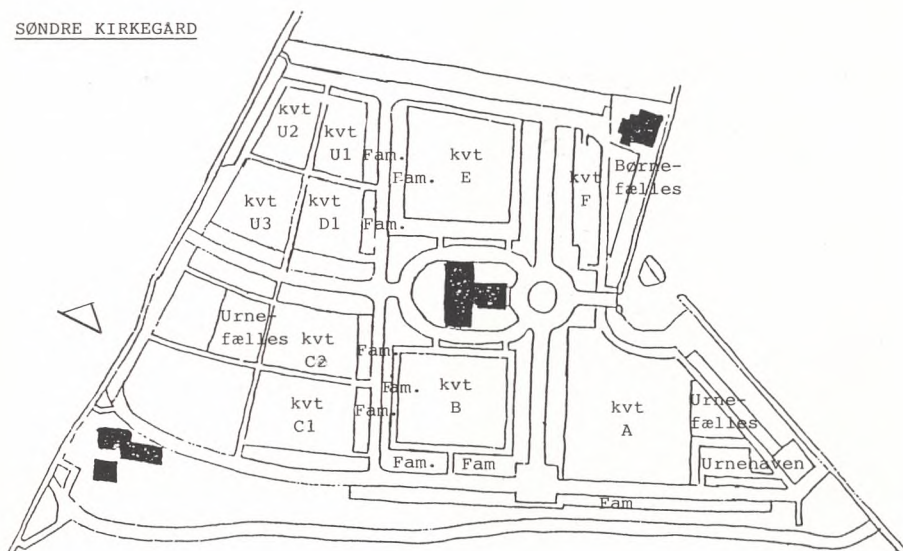 SØNDRE KIRKEGÅRD
kvt
U2
kvt
U1
Fam.
kvt
E
Fam.
kvt
F
Børne-
fælles
kvt
U3
kvt
D1
Fam.
Urne-
fælles
kvt
C2
Fam.
Fam.
kvt
B
kvt
C1
Fam.
kvt
A
Urne-
fælles
Fam.
Fam
Urnehaven
Fam